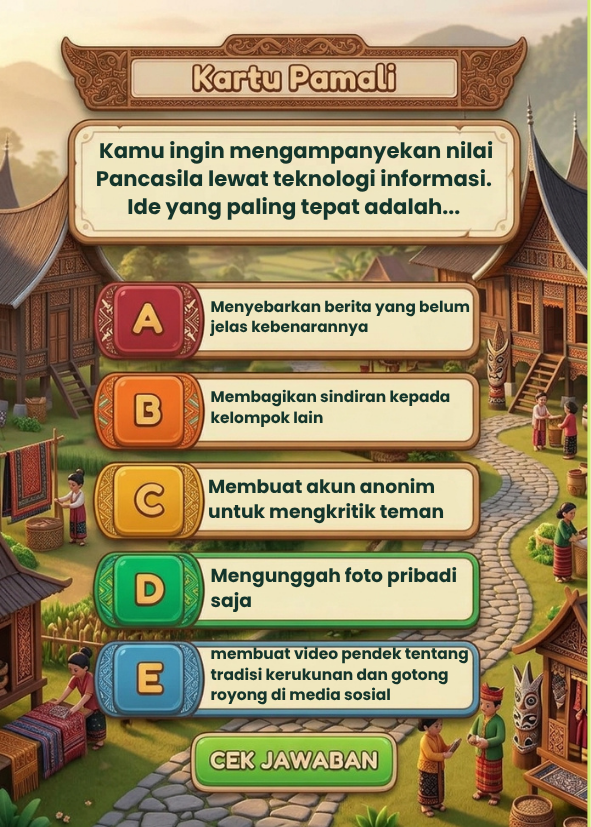 Kartu Pamali
Kamu ingin mengampanyekan nilai
Pancasila lewat teknologi informasi.
Ide yang paling tepat adalah...
A
Menyebarkan berita yang belum
jelas kebenarannya
B
Membagikan sindiran kepada
kelompok lain
C
Membuat akun anonim
untuk mengkritik teman
D
Mengunggah foto pribadi
saja
E
membuat video pendek tentang
tradisi kerukunan dan gotong
royong di media sosial
CEK JAWABAN